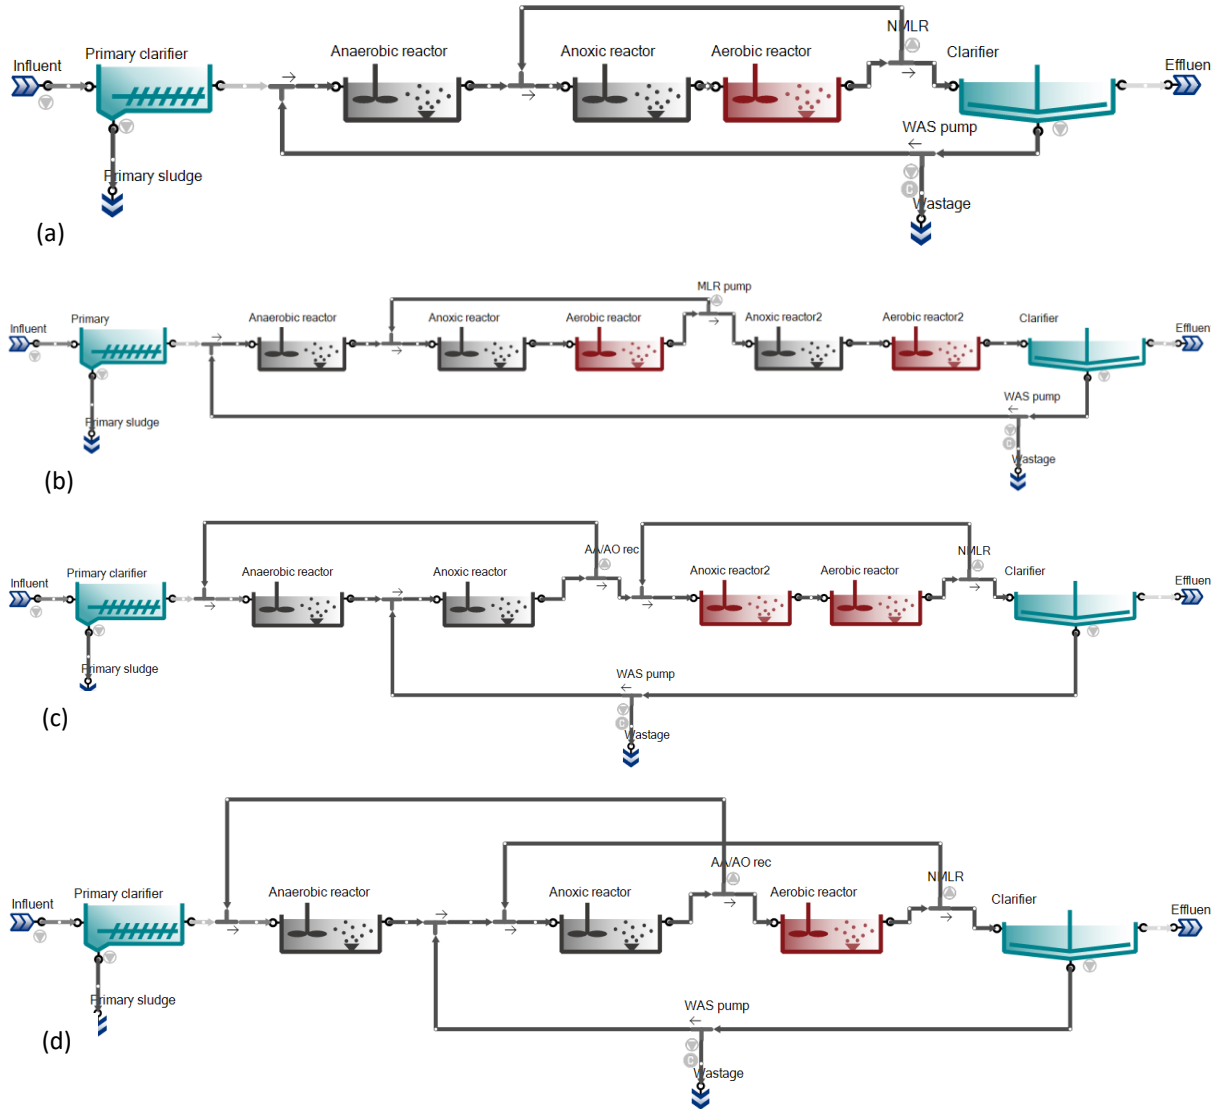 NMLR
Primary clarifier
Anaerobic reactor
Anoxic reactor
Aerobic reactor
Clarifier
Influent
Effluen
WAS pump
Primary sludge
C
Wastage
(a)
MLR pump
Influent
Primary
Anaerobic reactor
Anoxic reactor
Aerobic reactor
Anoxic reactor2
Aerobic reactor2
Clarifier
Effluen
WAS pump
Primary sludge
C
Wastage
(b)
AA/AO rec
NMLR
Influent
Primary clarifier
Anaerobic reactor
Anoxic reactor
Anoxic reactor2
Aerobic reactor
Clarifier
Effluen
Primary sludge
WAS pump
C
Wastage
(c)
AA/AO rec
NMLR
Influent
Primary clarifier
Anaerobic reactor
Anoxic reactor
Aerobic reactor
Clarifier
Effluen
Primary sludge
WAS pump
C
Wastage
(d)